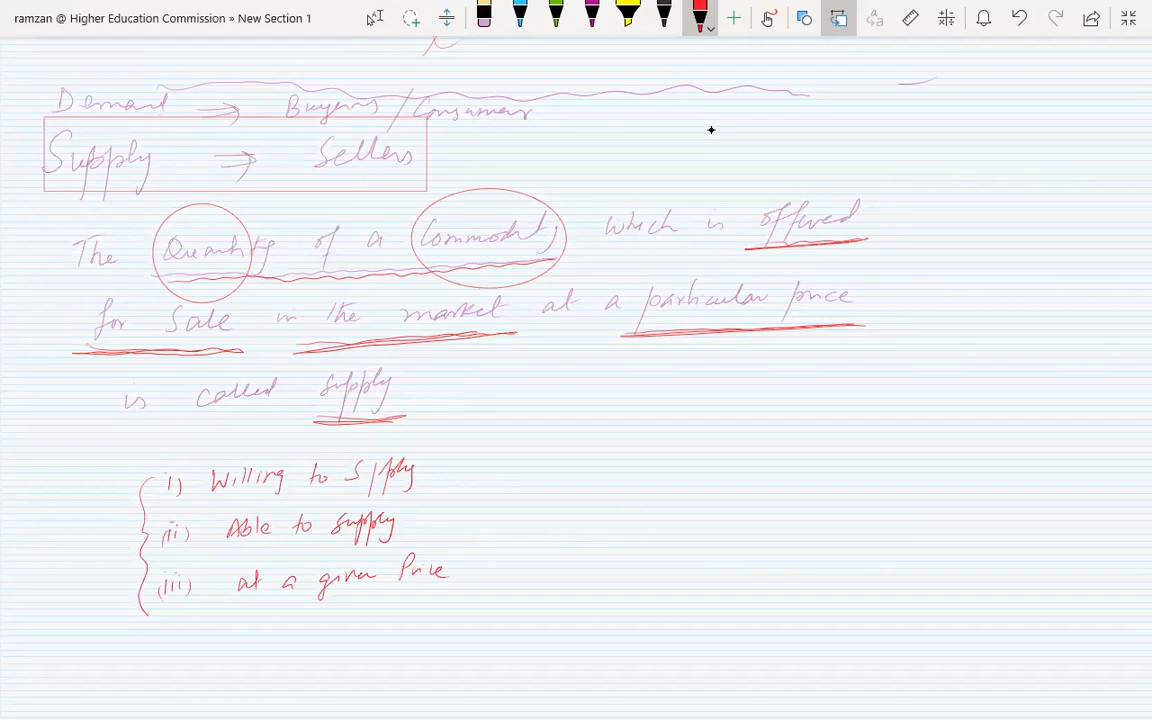 ramzan @ Higher Education Commission » New Section 1
Demand → Buyers / Consumer
Supply → Sellers
The Quantity of a Commodity which is offered
for Sale in the market at a particular price
is called supply
i) Willing to Supply
(ii) Able to supply
(iii) at a given Price